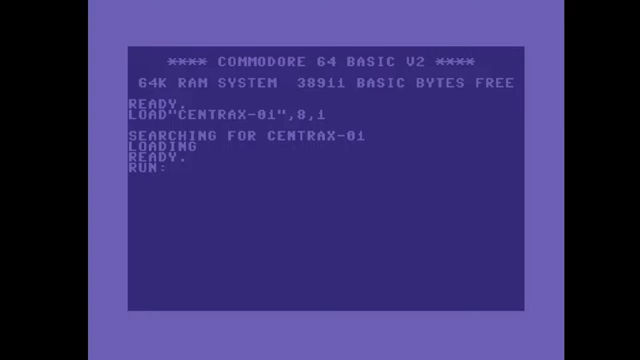 **** COMMODORE 64 BASIC V2 ****
64K RAM SYSTEM 38911 BASIC BYTES FREE
READY.
LOAD"CENTRAX-01",8,1
SEARCHING FOR CENTRAX-01
LOADING
READY.
RUN: